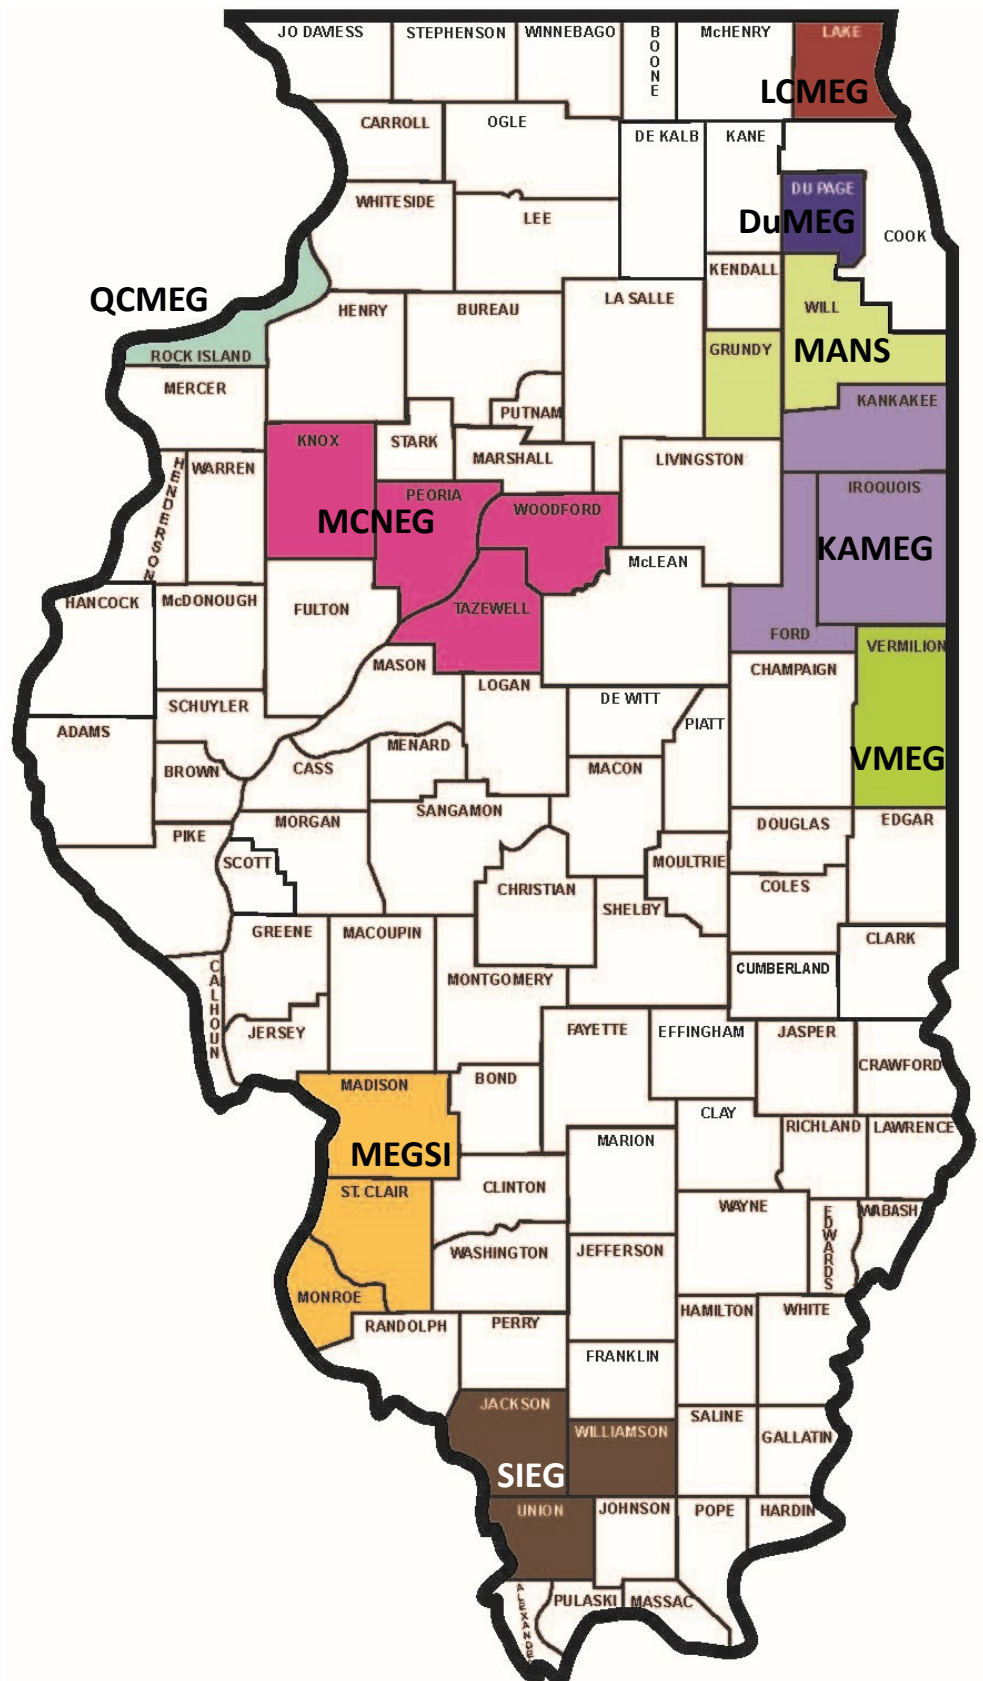 JO DAVIESS
STEPHENSON
WINNEBAGO
BOONE
McHENRY
LAKE
LCMEG
CARROLL
OGLE
DE KALB
KANE
DU PAGE
DuMEG
COOK
WHITESIDE
LEE
KENDALL
QCMEG
ROCK ISLAND
HENRY
BUREAU
LA SALLE
WILL
GRUNDY
MANS
MERCER
PUTNAM
KANKAKEE
KNOX
STARK
MARSHALL
LIVINGSTON
HENDERSON
WARREN
PEORIA
WOODFORD
IROQUOIS
MCNEG
KAMEG
McLEAN
HANCOCK
McDONOUGH
FULTON
TAZEWELL
FORD
VERMILION
MASON
CHAMPAIGN
LOGAN
DE WITT
SCHUYLER
PIATT
ADAMS
MENARD
BROWN
CASS
MACON
VMEG
PIKE
MORGAN
SANGAMON
DOUGLAS
EDGAR
SCOTT
MOULTRIE
CHRISTIAN
COLES
SHELBY
GREENE
MACOUPIN
CLARK
CALHOUN
MONTGOMERY
CUMBERLAND
JERSEY
FAYETTE
EFFINGHAM
JASPER
CRAWFORD
MADISON
BOND
CLAY
RICHLAND
LAWRENCE
MARION
MEGSI
ST. CLAIR
CLINTON
WAYNE
EDWARDS
WABASH
WASHINGTON
JEFFERSON
MONROE
RANDOLPH
PERRY
HAMILTON
WHITE
FRANKLIN
JACKSON
WILLIAMSON
SALINE
GALLATIN
SIEG
UNION
JOHNSON
POPE
HARDIN
ALEXANDE
PULASKI
MASSAC